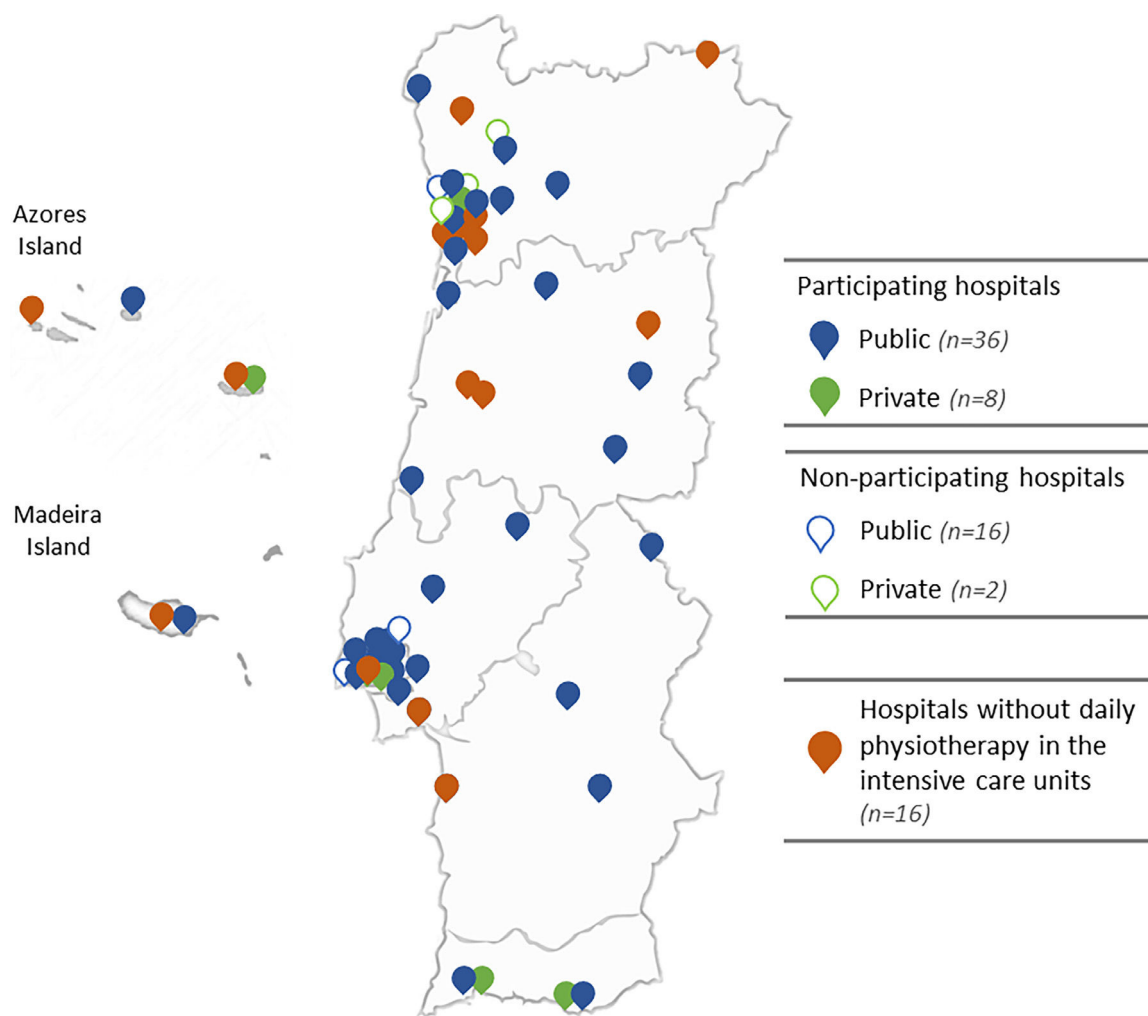 Azores
Island
Madeira
Island
Participating hospitals
Public (n=36)
Private (n=8)
Non-participating hospitals
Public (n=16)
Private (n=2)
Hospitals without daily
physiotherapy in the
intensive care units
(n=16)